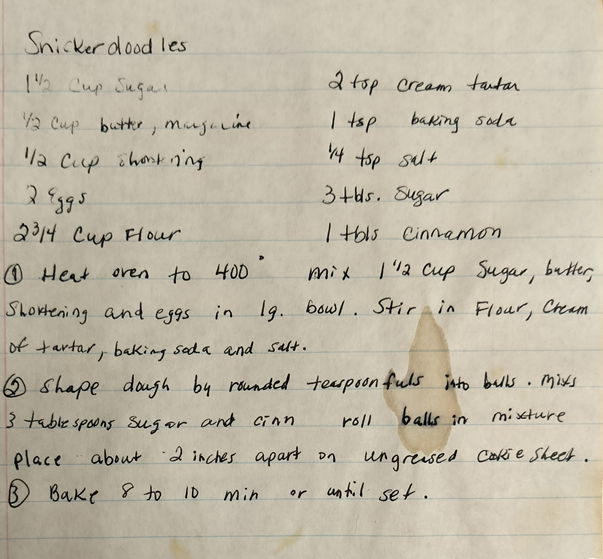 Snickerdoodles
1 1/2 Cup Sugar 2 tsp cream tartar
1/2 Cup butter, margarine 1 tsp baking soda
1/2 Cup Shortning 1/4 tsp salt
2 Eggs 3 tbls. Sugar
2 3/4 Cup Flour 1 tbls Cinnamon
① Heat oven to 400° mix 1 1/2 Cup Sugar, butter,
Shortening and eggs in lg. bowl. Stir in Flour, Cream
of tartar, baking soda and salt.
② Shape dough by rounded teaspoonfuls into balls. Mixs
3 tablespoons sugar and cinn roll balls in mixture
place about 2 inches apart on ungreased Cookie Sheet.
③ Bake 8 to 10 min or until set.